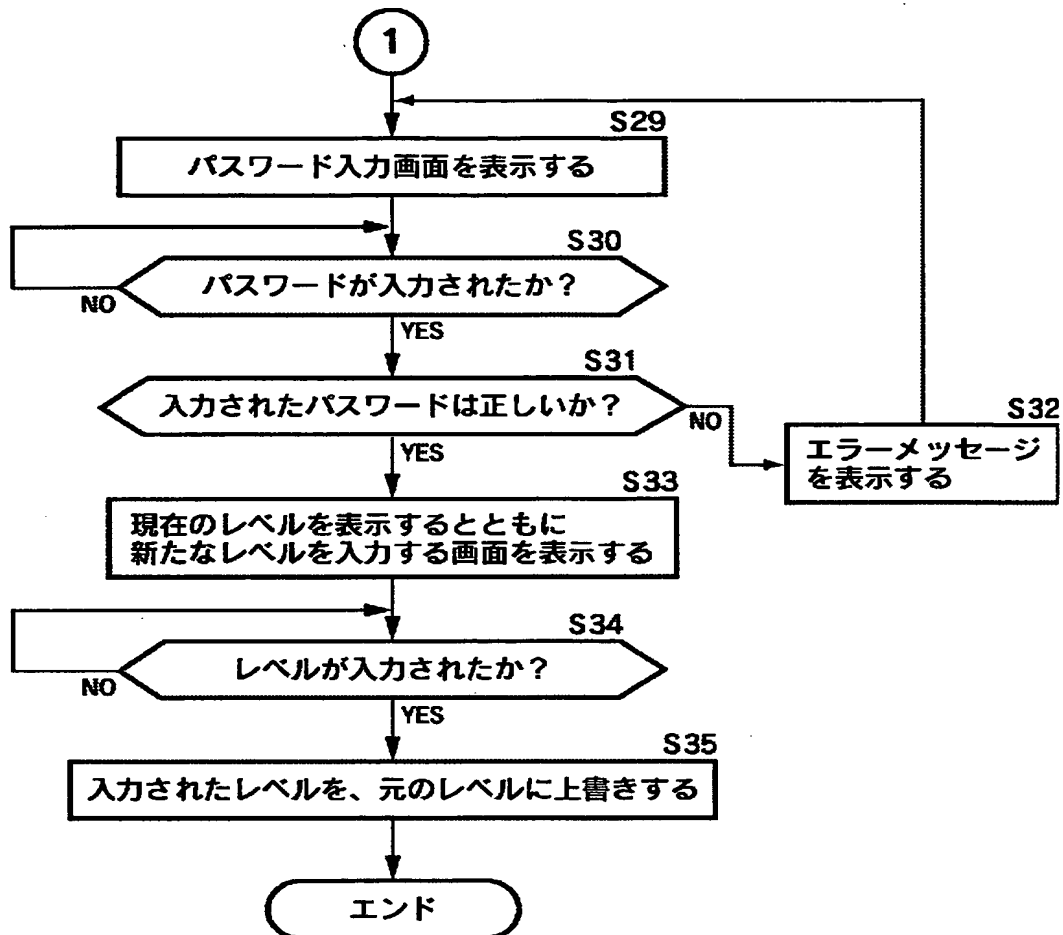 1
S29
パスワード入力画面を表示する
S30
パスワードが入力されたか？
NO
YES
S31
入力されたパスワードは正しいか？
NO
YES
S32
エラーメッセージ
を表示する
S33
現在のレベルを表示するとともに
新たなレベルを入力する画面を表示する
S34
レベルが入力されたか？
NO
YES
S35
入力されたレベルを、元のレベルに上書きする
エンド